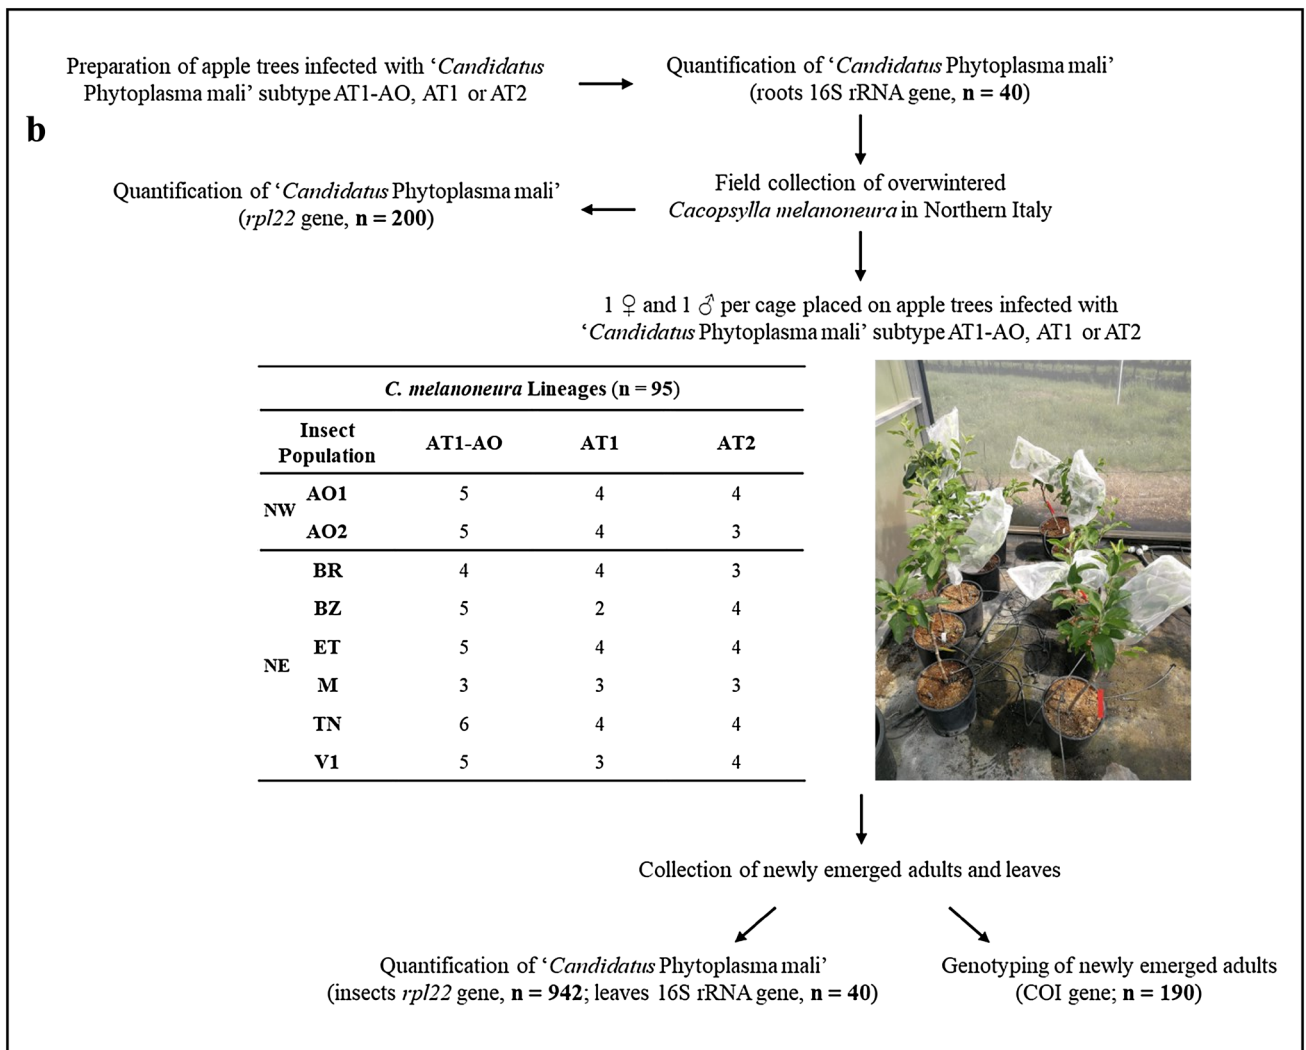 Preparation of apple trees infected with ‘Candidatus
Phytoplasma mali’ subtype AT1-AO, AT1 or AT2
Quantification of ‘Candidatus Phytoplasma mali’
(roots 16S rRNA gene, n = 40)
b
Quantification of ‘Candidatus Phytoplasma mali’
(rpl22 gene, n = 200)
Field collection of overwintered
Cacopsylla melanoneura in Northern Italy
1 ♀ and 1 ♂ per cage placed on apple trees infected with
‘Candidatus Phytoplasma mali’ subtype AT1-AO, AT1 or AT2
C. melanoneura Lineages (n = 95)
Insect
Population
AT1-AO AT1 AT2
NW
AO1 5 4 4
AO2 5 4 3
NE
BR 4 4 3
BZ 5 2 4
ET 5 4 4
M 3 3 3
TN 6 4 4
V1 5 3 4
Collection of newly emerged adults and leaves
Quantification of ‘Candidatus Phytoplasma mali’
(insects rpl22 gene, n = 942; leaves 16S rRNA gene, n = 40)
Genotyping of newly emerged adults
(COI gene; n = 190)